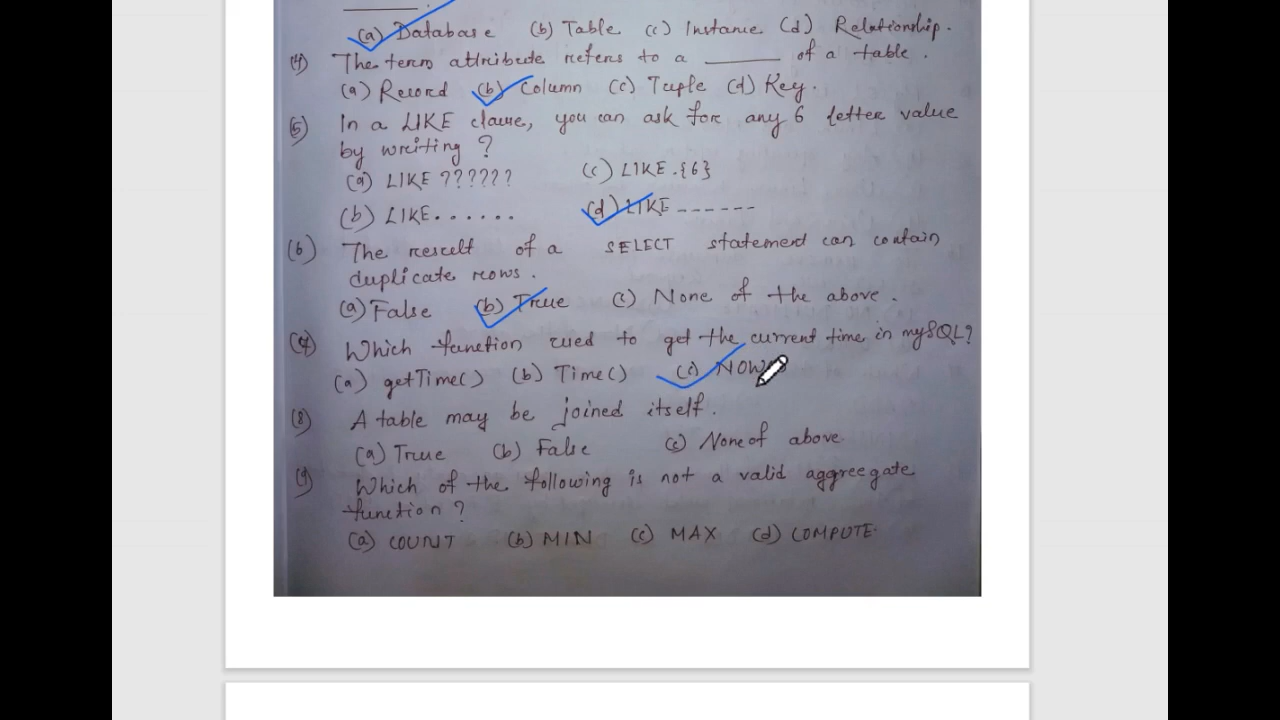 ________ .
(a) Database (b) Table (c) Instance (d) Relationship.
(4) The term attribute refers to a ______ of a table .
(a) Record (b) Column (c) Tuple (d) Key.
(5) In a LIKE clause, you can ask for any 6 letter value
by writing ?
(a) LIKE ?????? (c) LIKE .{6}
(b) LIKE. . . . . . (d) LIKE ------
(6) The result of a SELECT statement can contain
duplicate rows .
(a) False (b) True (c) None of the above .
(7) Which function used to get the current time in mySQL?
(a) getTime() (b) Time() (c) NOW()
(8) A table may be joined itself .
(a) True (b) False (c) None of above
(9) Which of the following is not a valid aggreegate
function ?
(a) COUNT (b) MIN (c) MAX (d) COMPUTE.